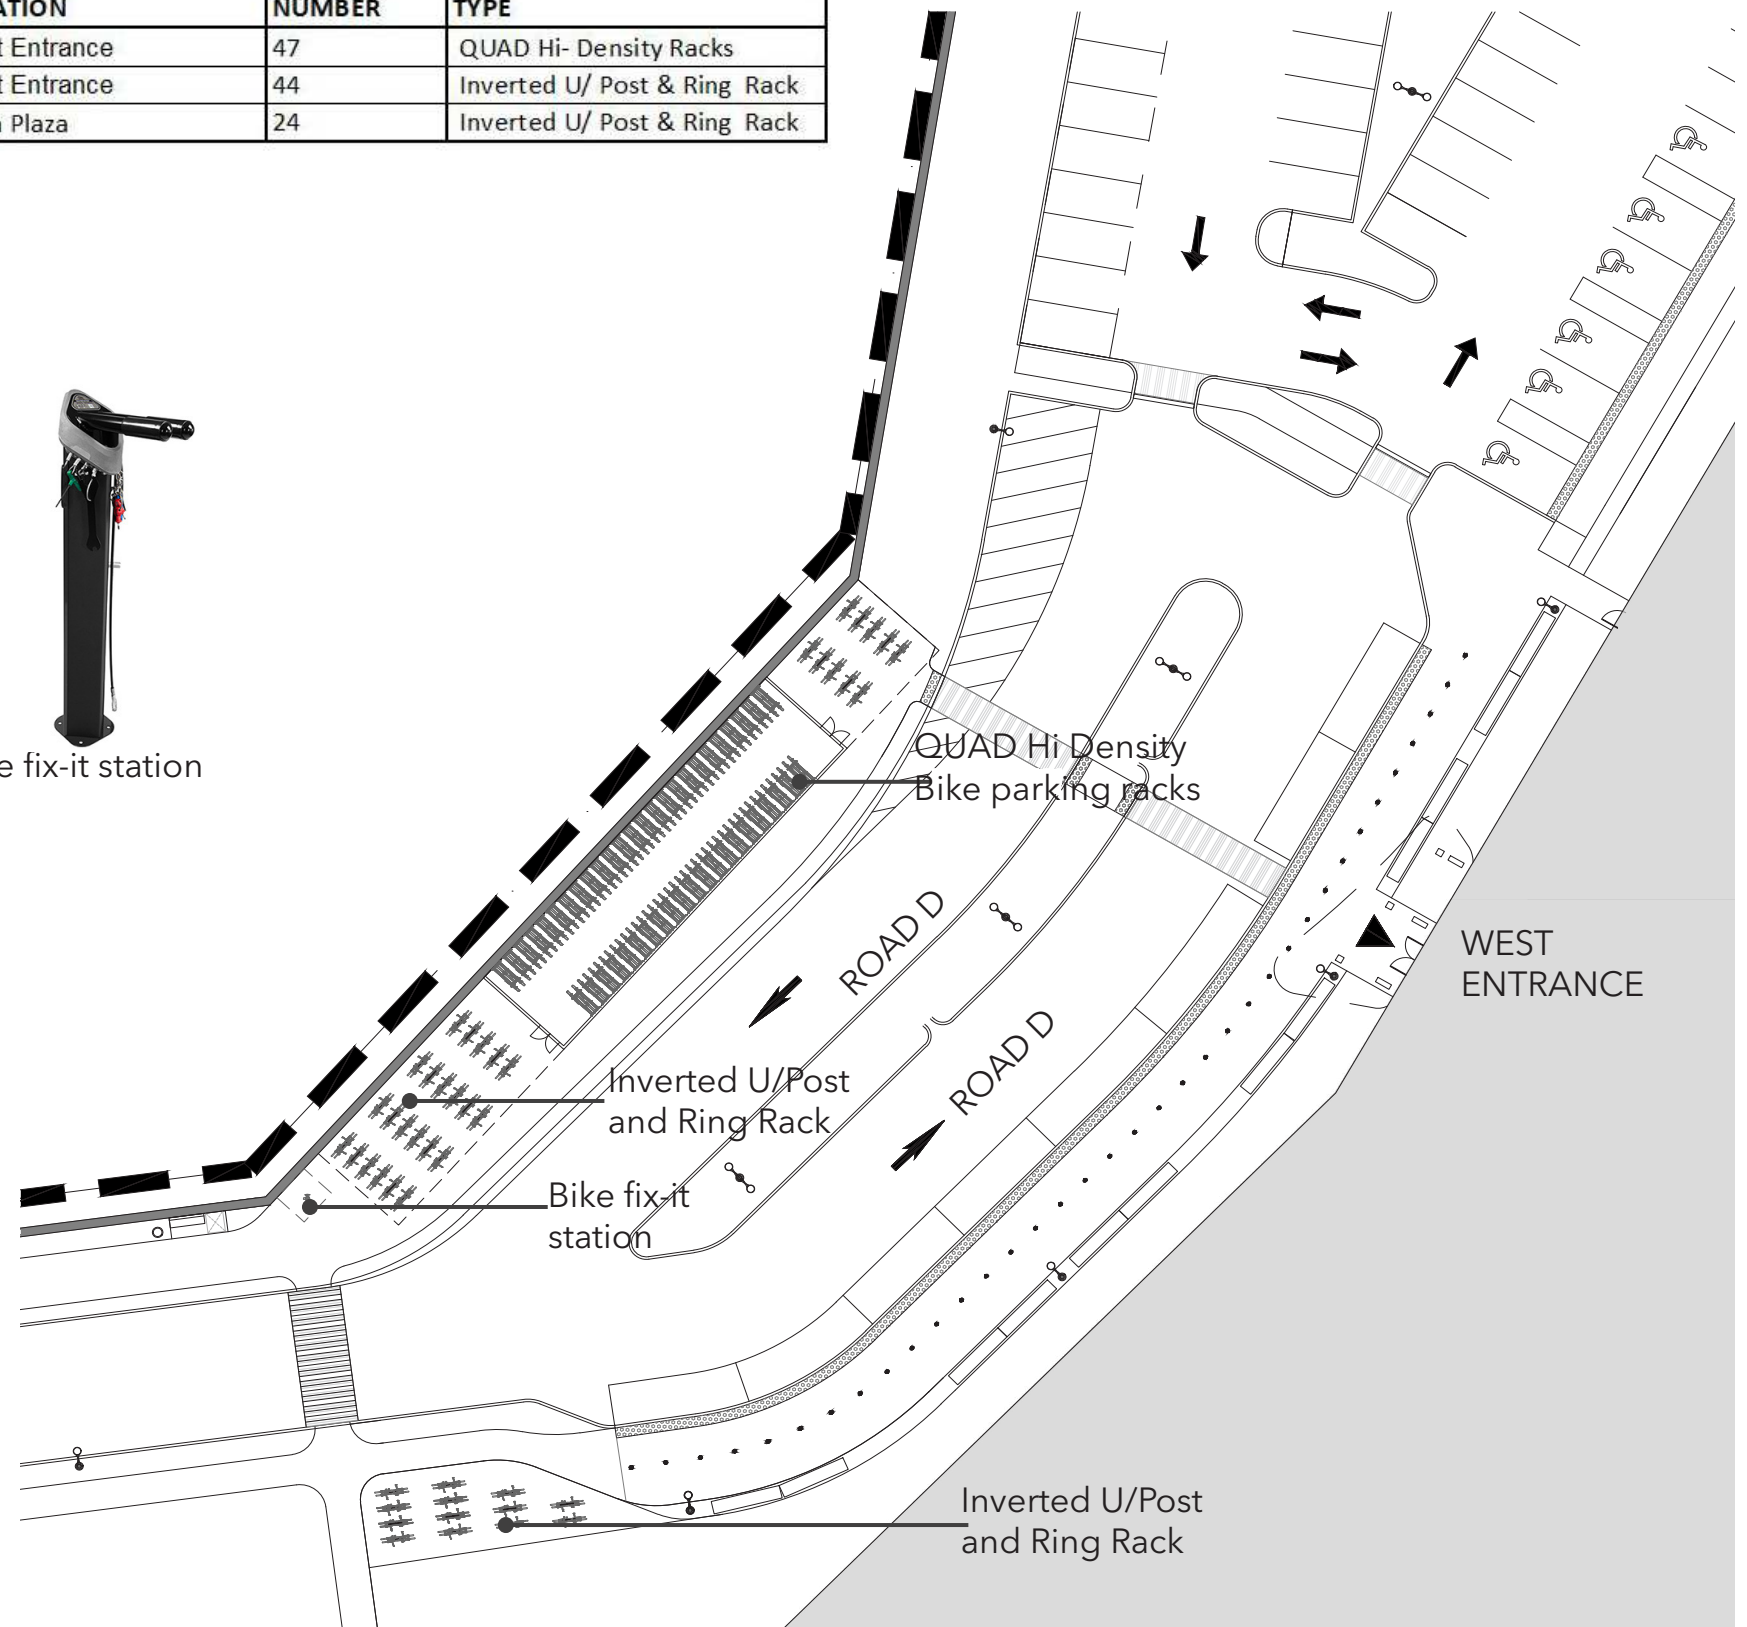 ATION NUMBER TYPE
t Entrance 47 QUAD Hi- Density Racks
t Entrance 44 Inverted U/ Post & Ring Rack
Plaza 24 Inverted U/ Post & Ring Rack
e fix-it station
QUAD Hi Density
Bike parking racks
ROAD D
WEST
ENTRANCE
ROAD D
Inverted U/Post
and Ring Rack
Bike fix-it
station
Inverted U/Post
and Ring Rack